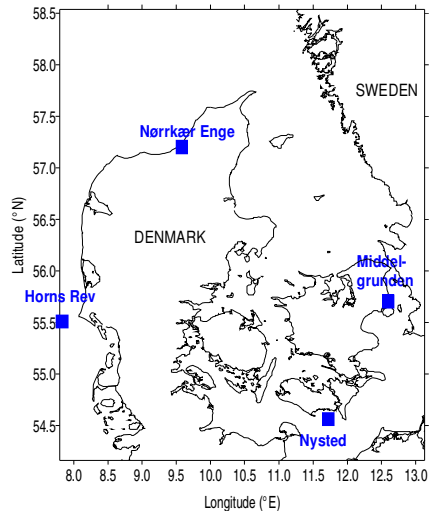 58.5
58.0
SWEDEN
57.5
Nørrkær Enge
57.0
Latitude (°N)
56.5
DENMARK
56.0
Middel-
grunden
Horns Rev
55.5
55.0
54.5
Nysted
8.0 8.5 9.0 9.5 10.0 10.5 11.0 11.5 12.0 12.5 13.0
Longitude (°E)